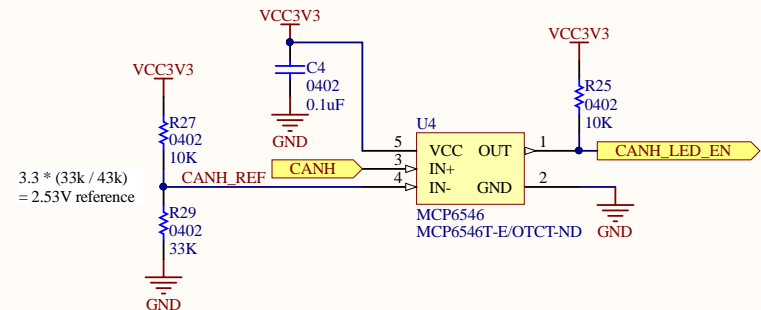 VCC3V3
C4
0402
0.1uF
GND
VCC3V3
R27
0402
10K
3.3 * (33k / 43k)
= 2.53V reference
CANH_REF
R29
0402
33K
GND
CANH
U4
5
VCC
OUT
1
3
IN+
4
IN-
GND
2
MCP6546
MCP6546T-E/OTCT-ND
VCC3V3
R25
0402
10K
CANH_LED_EN
GND